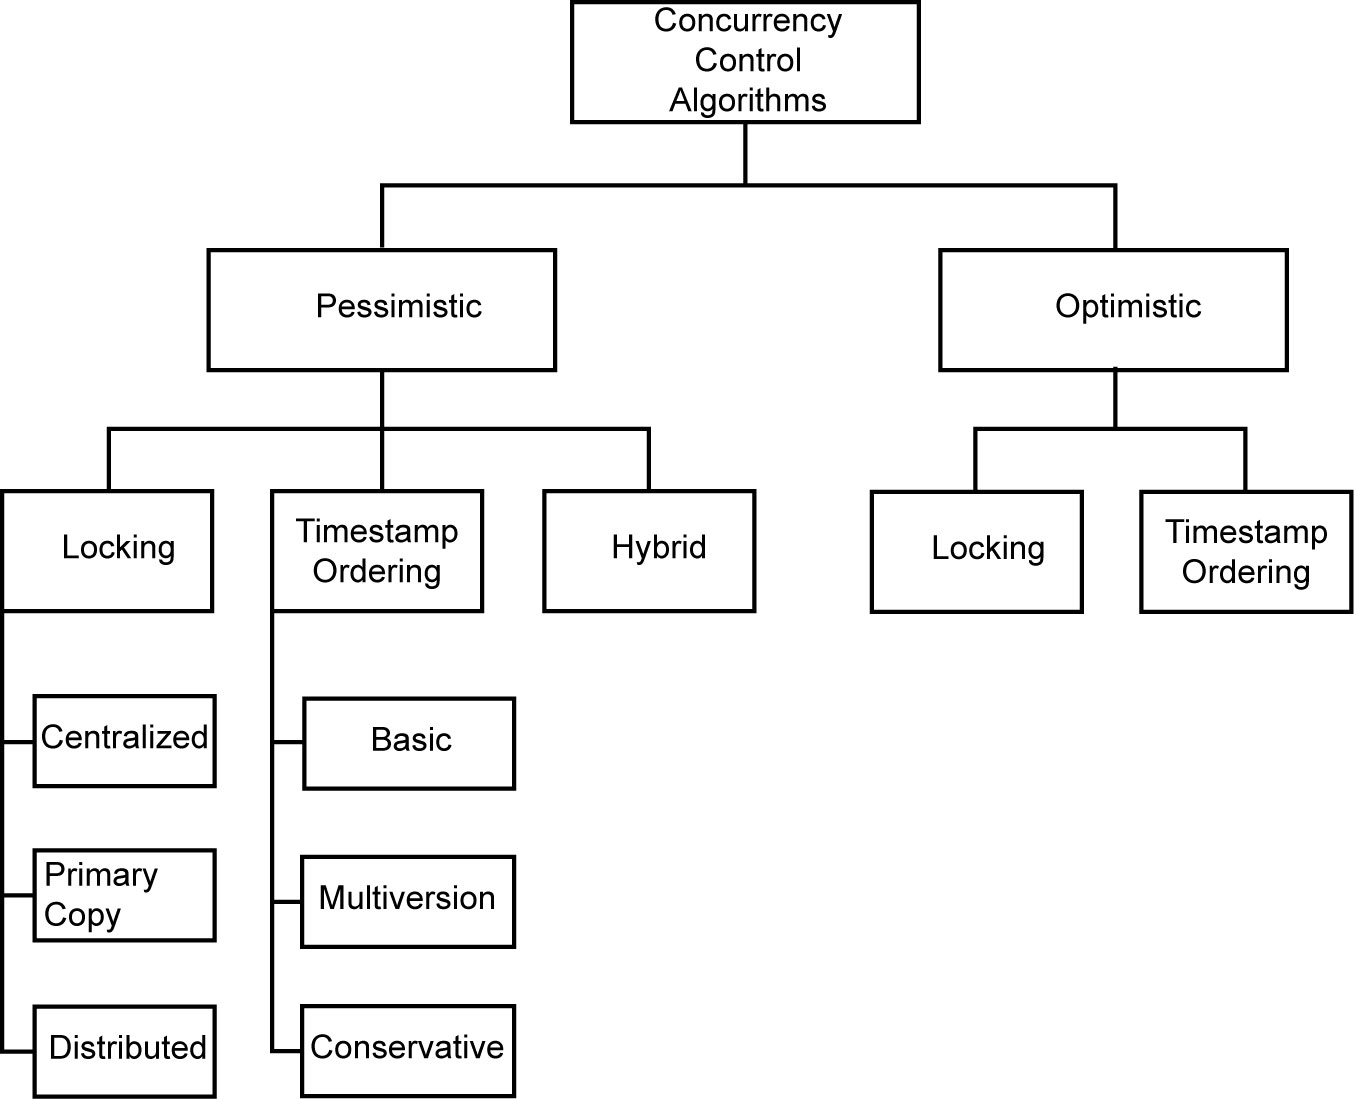 Concurrency
Control
Algorithms
Pessimistic
Optimistic
Locking
Timestamp
Ordering
Hybrid
Locking
Timestamp
Ordering
Centralized
Basic
Primary
Copy
Multiversion
Distributed
Conservative